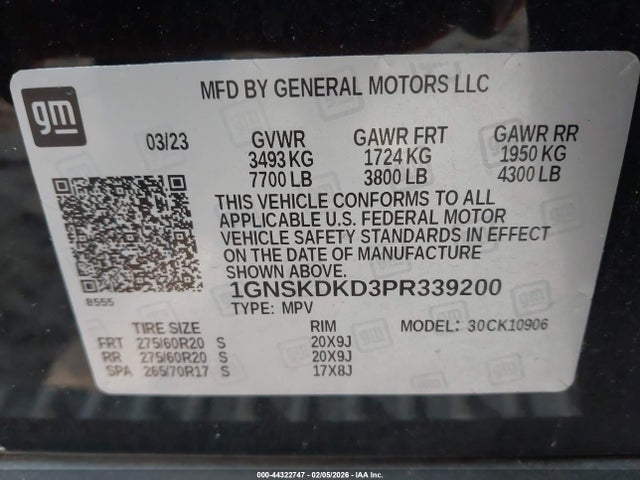 gm
MFD BY GENERAL MOTORS LLC
03/23 GVWR GAWR FRT GAWR RR
3493 KG 1724 KG 1950 KG
7700 LB 3800 LB 4300 LB
THIS VEHICLE CONFORMS TO ALL
APPLICABLE U.S. FEDERAL MOTOR
VEHICLE SAFETY STANDARDS IN EFFECT
ON THE DATE OF MANUFACTURE
SHOWN ABOVE.
8555
1GNSKDKD3PR339200
TYPE: MPV
TIRE SIZE RIM MODEL: 30CK10906
FRT 275/60R20 S 20X9J
RR 275/60R20 S 20X9J
SPA 265/70R17 S 17X8J
000-44322747 - 02/05/2026 - IAA Inc.